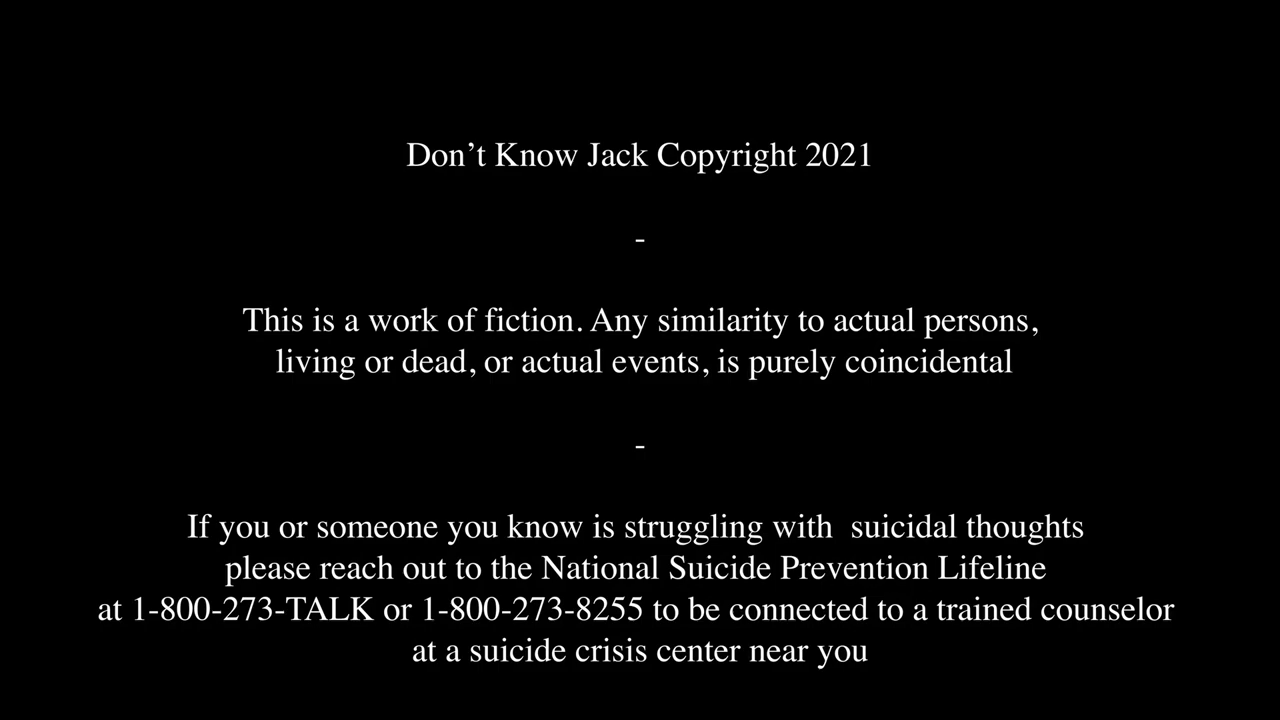 Don’t Know Jack Copyright 2021
-
This is a work of fiction. Any similarity to actual persons,
living or dead, or actual events, is purely coincidental
-
If you or someone you know is struggling with  suicidal thoughts
please reach out to the National Suicide Prevention Lifeline
at 1-800-273-TALK or 1-800-273-8255 to be connected to a trained counselor
at a suicide crisis center near you